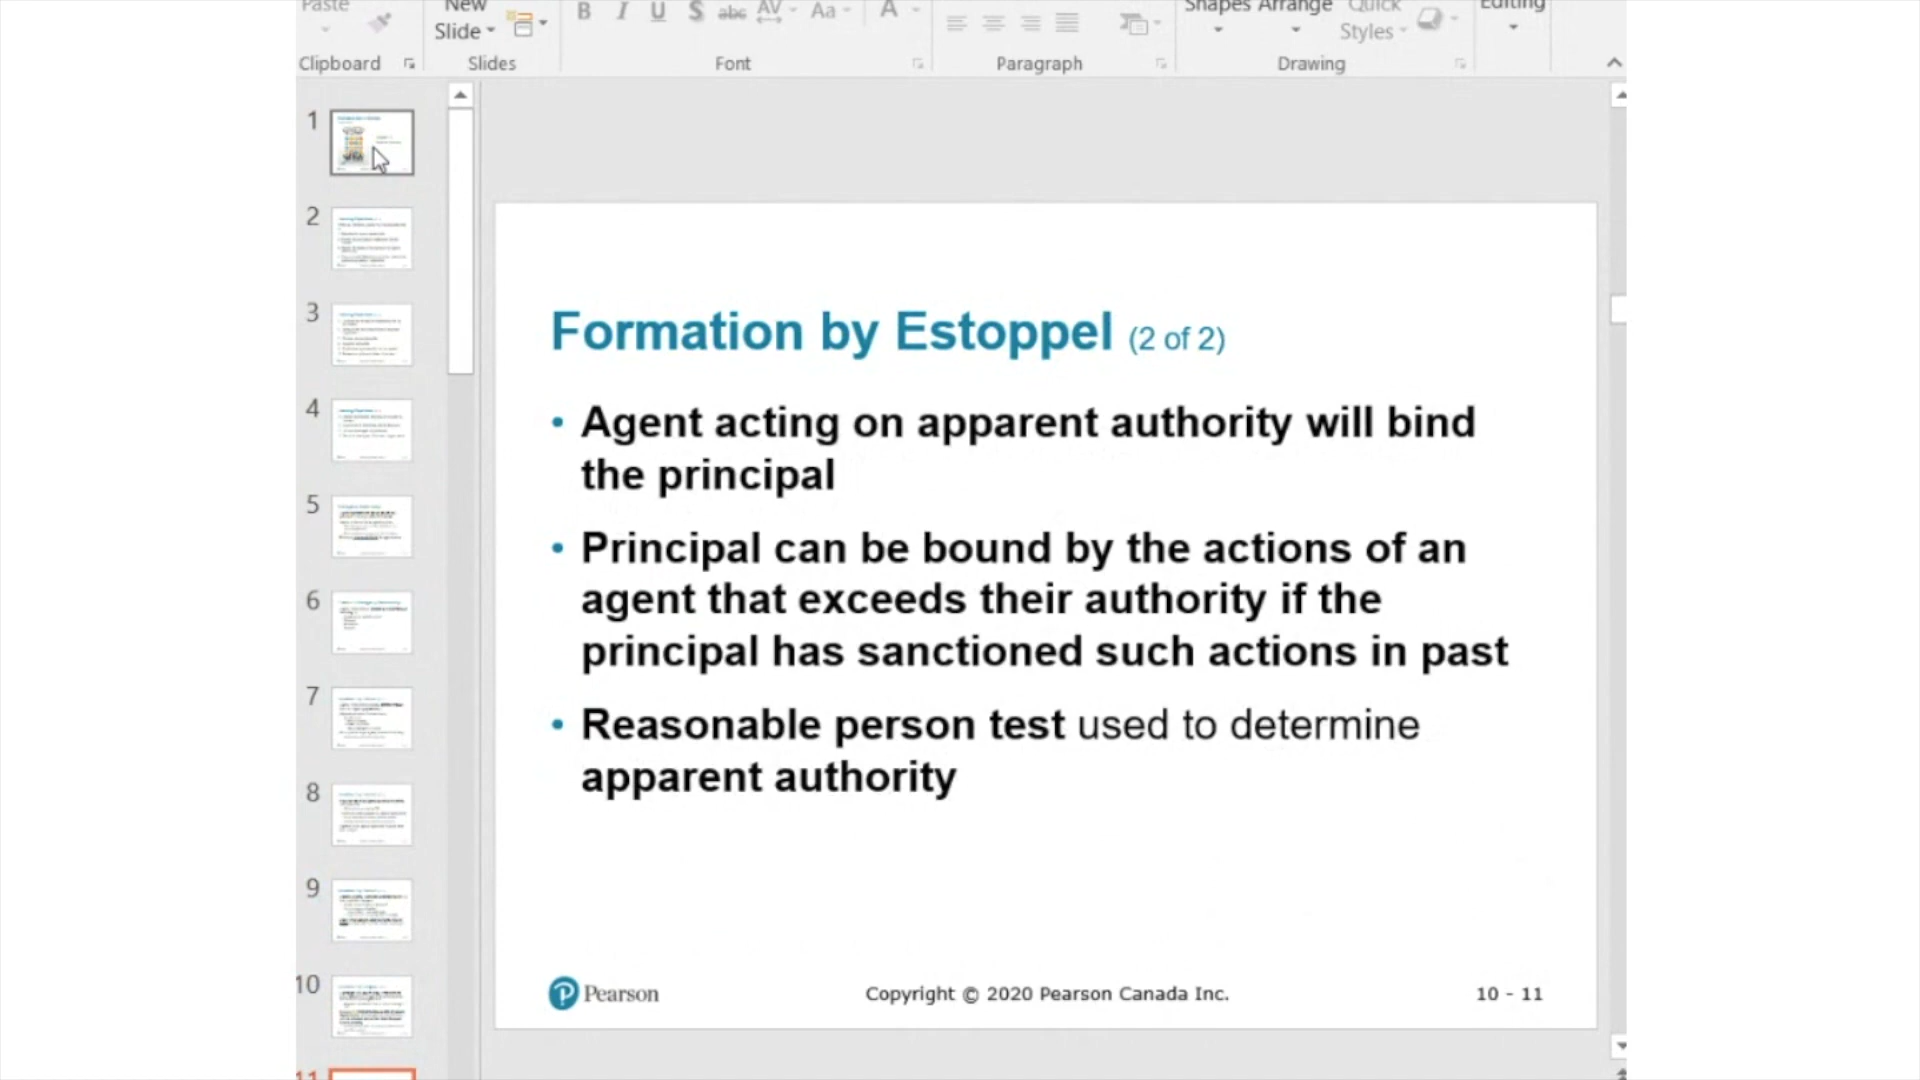 Paste
New
Slide
B I U S abc AV Aa A
Shapes Arrange
Quick
Styles
Editing
Clipboard
Slides
Font
Paragraph
Drawing
1
2
3
4
5
6
7
8
9
10
11
Formation by Estoppel (2 of 2)
• Agent acting on apparent authority will bind
the principal
• Principal can be bound by the actions of an
agent that exceeds their authority if the
principal has sanctioned such actions in past
• Reasonable person test used to determine
apparent authority
Pearson
Copyright © 2020 Pearson Canada Inc.
10 - 11